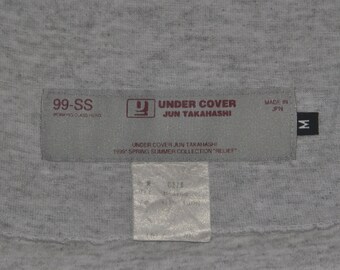 99-SS
UNDER COVER
JUN TAKAHASHI
MADE IN
JPN
M
UNDER COVER JUN TAKAHASHI
1999 SPRING SUMMER COLLECTION "RELIEF"